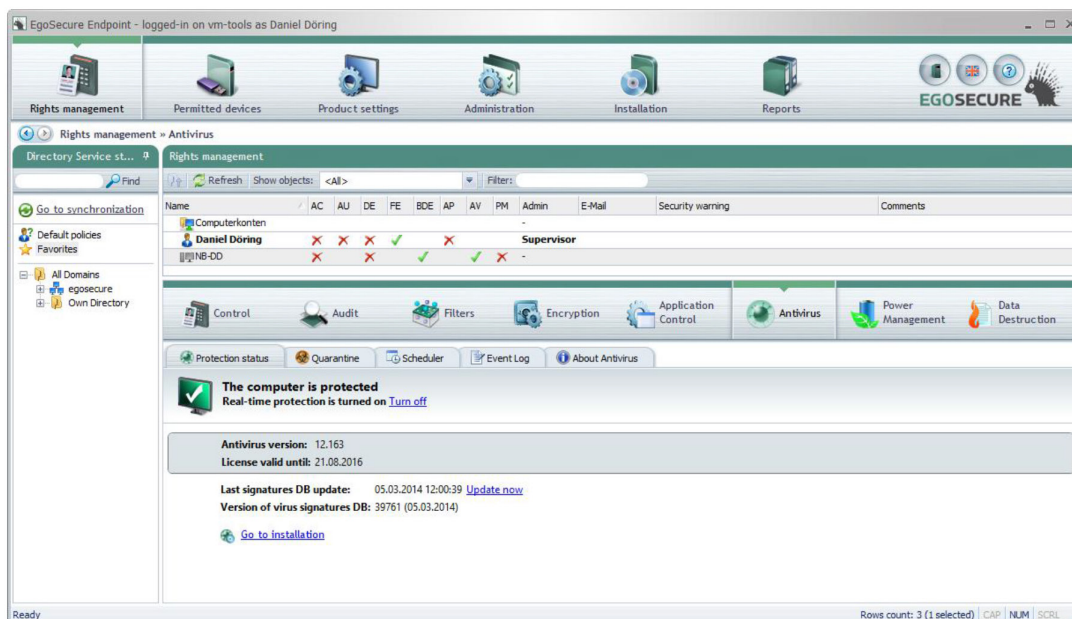 EgoSecure Endpoint - logged-in on vm-tools as Daniel Döring
Rights management
Permitted devices
Product settings
Administration
Installation
Reports
EGOSECURE
Rights management » Antivirus
Directory Service st...
Find
Go to synchronization
Default policies
Favorites
All Domains
egosecure
Own Directory
Rights management
Refresh Show objects: <All> Filter:
Name AC AU DE FE BDE AP AV PM Admin E-Mail Security warning Comments
Computerkonten -
Daniel Döring Supervisor
NB-DD -
Control
Audit
Filters
Encryption
Application
Control
Antivirus
Power
Management
Data
Destruction
Protection status Quarantine Scheduler Event Log About Antivirus
The computer is protected
Real-time protection is turned on Turn off
Antivirus version: 12.163
License valid until: 21.08.2016
Last signatures DB update: 05.03.2014 12:00:39 Update now
Version of virus signatures DB: 39761 (05.03.2014)
Go to installation
Ready Rows count: 3 (1 selected) CAP NUM SCRL